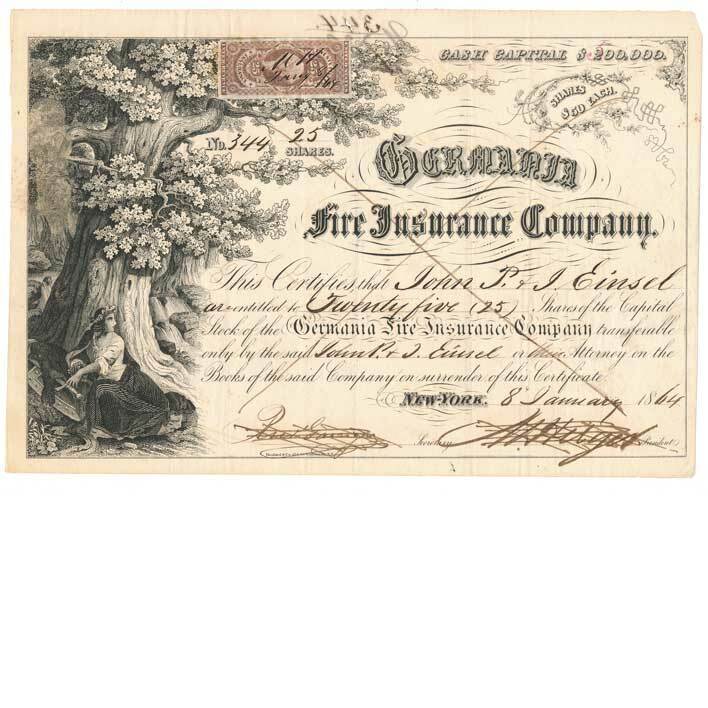 CASH CAPITAL $200,000.
SHARES
$50 EACH.
No. 344 25
SHARES.
GERMANIA
Fire Insurance Company.
This Certifies, that John P. & J. Einsel
are entitled to Twenty five (25) Shares of the Capital
Stock of the Germania Fire Insurance Company transferable
only by the said John P. & J. Einsel or their Attorney on the
Books of the said Company on surrender of this Certificate.
NEW-YORK. 8 January 1864
Secretary President